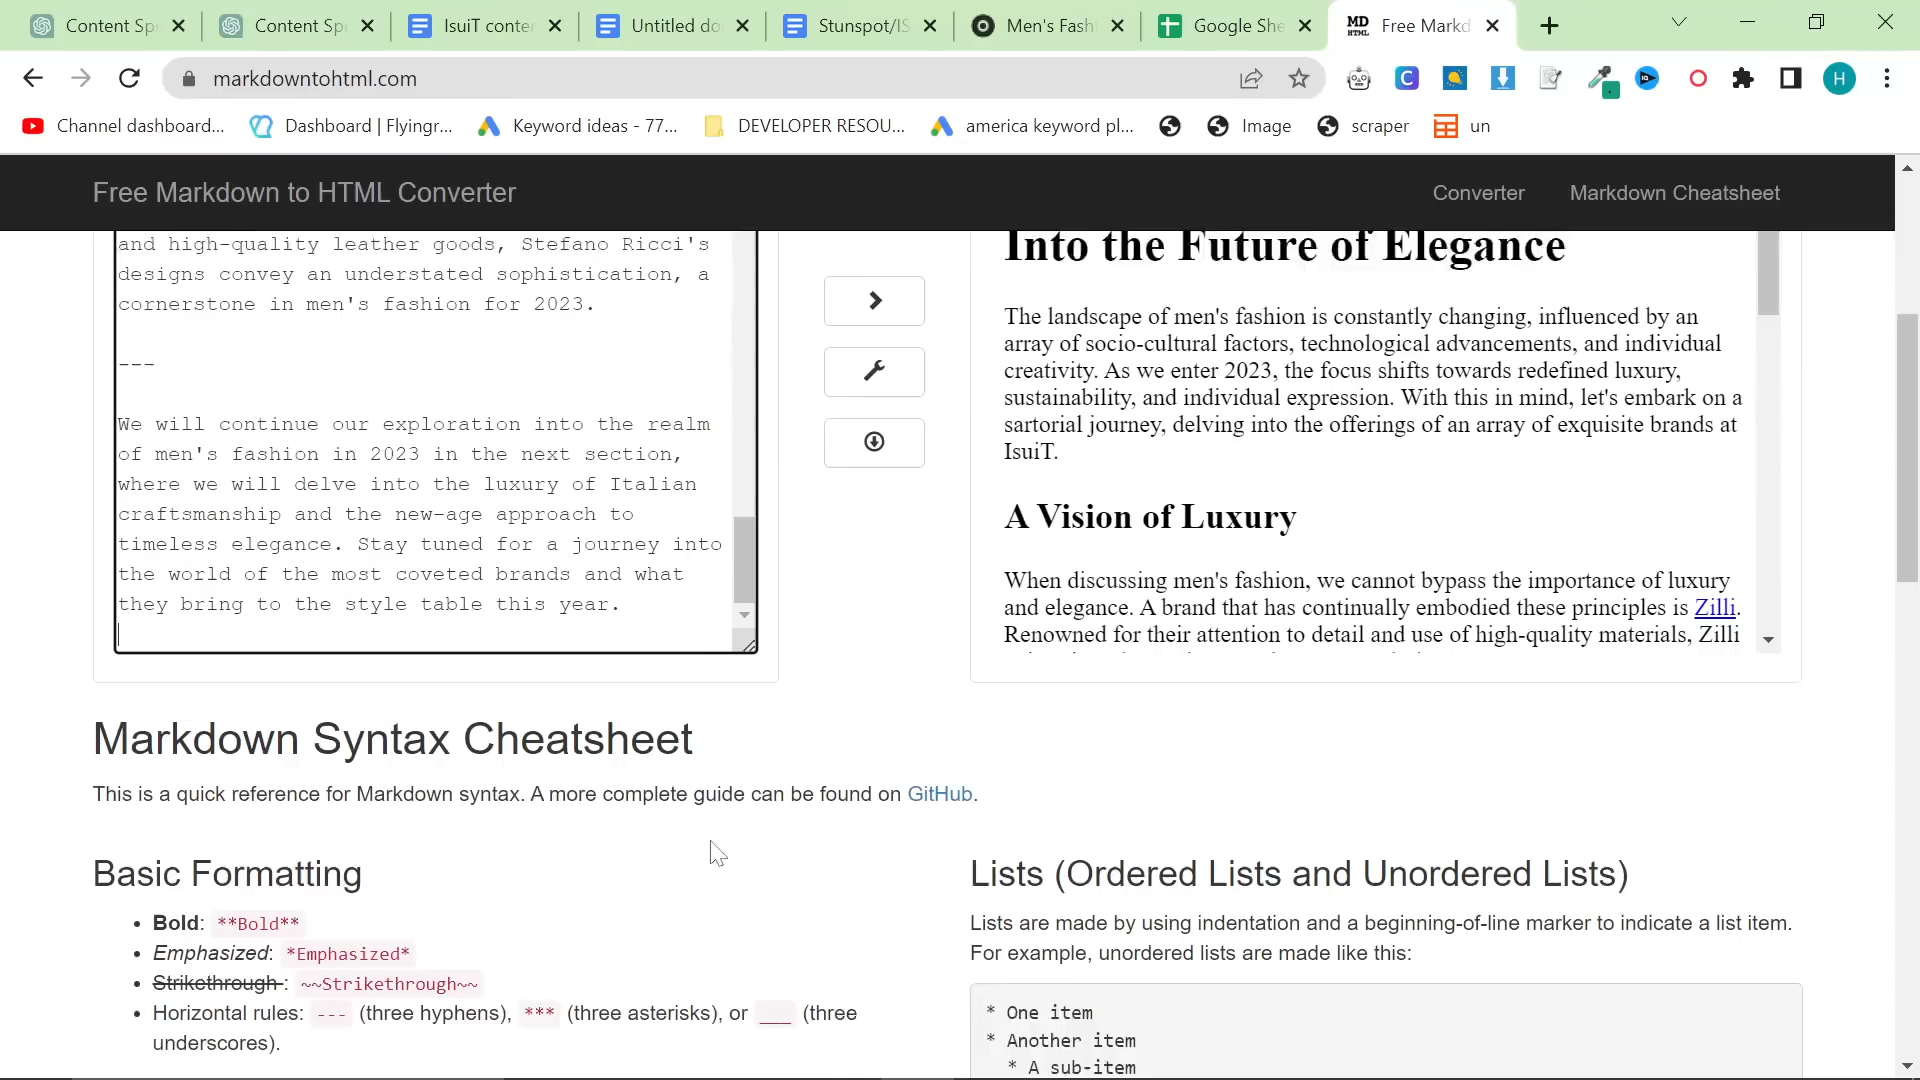 Content Sp
Content Sp
IsuiT conte
Untitled do
Stunspot/IS
Men's Fash
Google She
MD HTML Free Markd
markdowntohtml.com
H
Channel dashboard...
Dashboard | Flyingr...
Keyword ideas - 77...
DEVELOPER RESOU...
america keyword pl...
Image
scraper
un
Free Markdown to HTML Converter
Converter
Markdown Cheatsheet
and high-quality leather goods, Stefano Ricci's
designs convey an understated sophistication, a
cornerstone in men's fashion for 2023.
---
We will continue our exploration into the realm
of men's fashion in 2023 in the next section,
where we will delve into the luxury of Italian
craftsmanship and the new-age approach to
timeless elegance. Stay tuned for a journey into
the world of the most coveted brands and what
they bring to the style table this year.
Into the Future of Elegance
The landscape of men's fashion is constantly changing, influenced by an
array of socio-cultural factors, technological advancements, and individual
creativity. As we enter 2023, the focus shifts towards redefined luxury,
sustainability, and individual expression. With this in mind, let's embark on a
sartorial journey, delving into the offerings of an array of exquisite brands at
IsuiT.
A Vision of Luxury
When discussing men's fashion, we cannot bypass the importance of luxury
and elegance. A brand that has continually embodied these principles is Zilli.
Renowned for their attention to detail and use of high-quality materials, Zilli
Markdown Syntax Cheatsheet
This is a quick reference for Markdown syntax. A more complete guide can be found on GitHub.
Basic Formatting
• Bold: **Bold**
• Emphasized: *Emphasized*
• Strikethrough: ~~Strikethrough~~
• Horizontal rules: --- (three hyphens), *** (three asterisks), or ___ (three
underscores).
Lists (Ordered Lists and Unordered Lists)
Lists are made by using indentation and a beginning-of-line marker to indicate a list item.
For example, unordered lists are made like this:
* One item
* Another item
* A sub-item